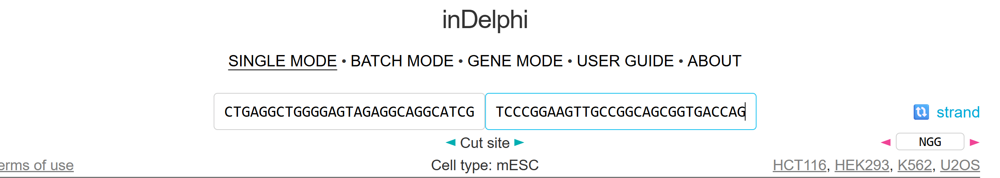 inDelphi
SINGLE MODE • BATCH MODE • GENE MODE • USER GUIDE • ABOUT
CTGAGGCTGGGGAGTAGAGGCAGGCATCG TCCCGGAAGTTGCCGGCAGCGGTGACCAG strand
◄ Cut site ► ◄ NGG ►
erms of use Cell type: mESC HCT116, HEK293, K562, U2OS